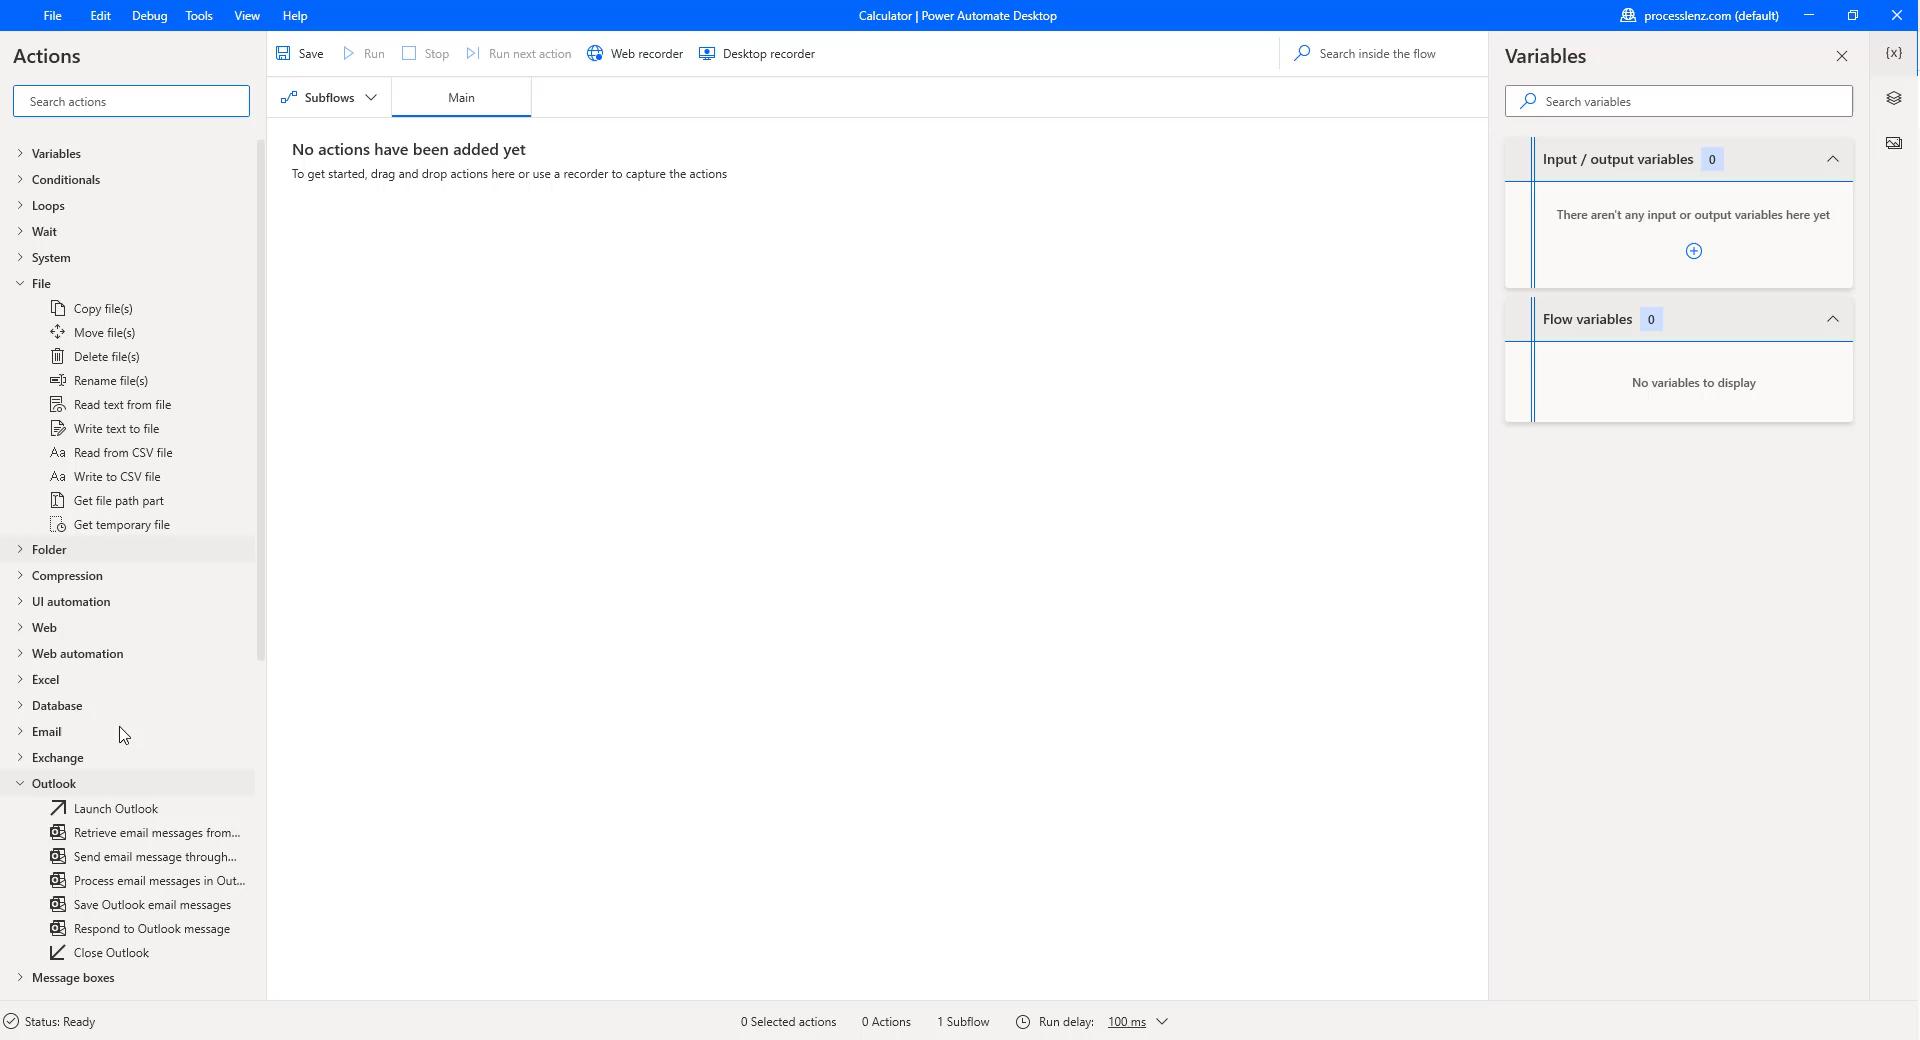 File Edit Debug Tools View Help
Calculator | Power Automate Desktop
processlenz.com (default)
Actions
Search actions
Variables
Conditionals
Loops
Wait
System
File
Copy file(s)
Move file(s)
Delete file(s)
Rename file(s)
Read text from file
Write text to file
Aa Read from CSV file
Aa Write to CSV file
Get file path part
Get temporary file
Folder
Compression
UI automation
Web
Web automation
Excel
Database
Email
Exchange
Outlook
Launch Outlook
Retrieve email messages from...
Send email message through...
Process email messages in Out...
Save Outlook email messages
Respond to Outlook message
Close Outlook
Message boxes
Save Run Stop Run next action Web recorder Desktop recorder
Search inside the flow
Subflows
Main
No actions have been added yet
To get started, drag and drop actions here or use a recorder to capture the actions
Variables
{x}
Search variables
Input / output variables 0
There aren't any input or output variables here yet
Flow variables 0
No variables to display
Status: Ready
0 Selected actions 0 Actions 1 Subflow Run delay: 100 ms